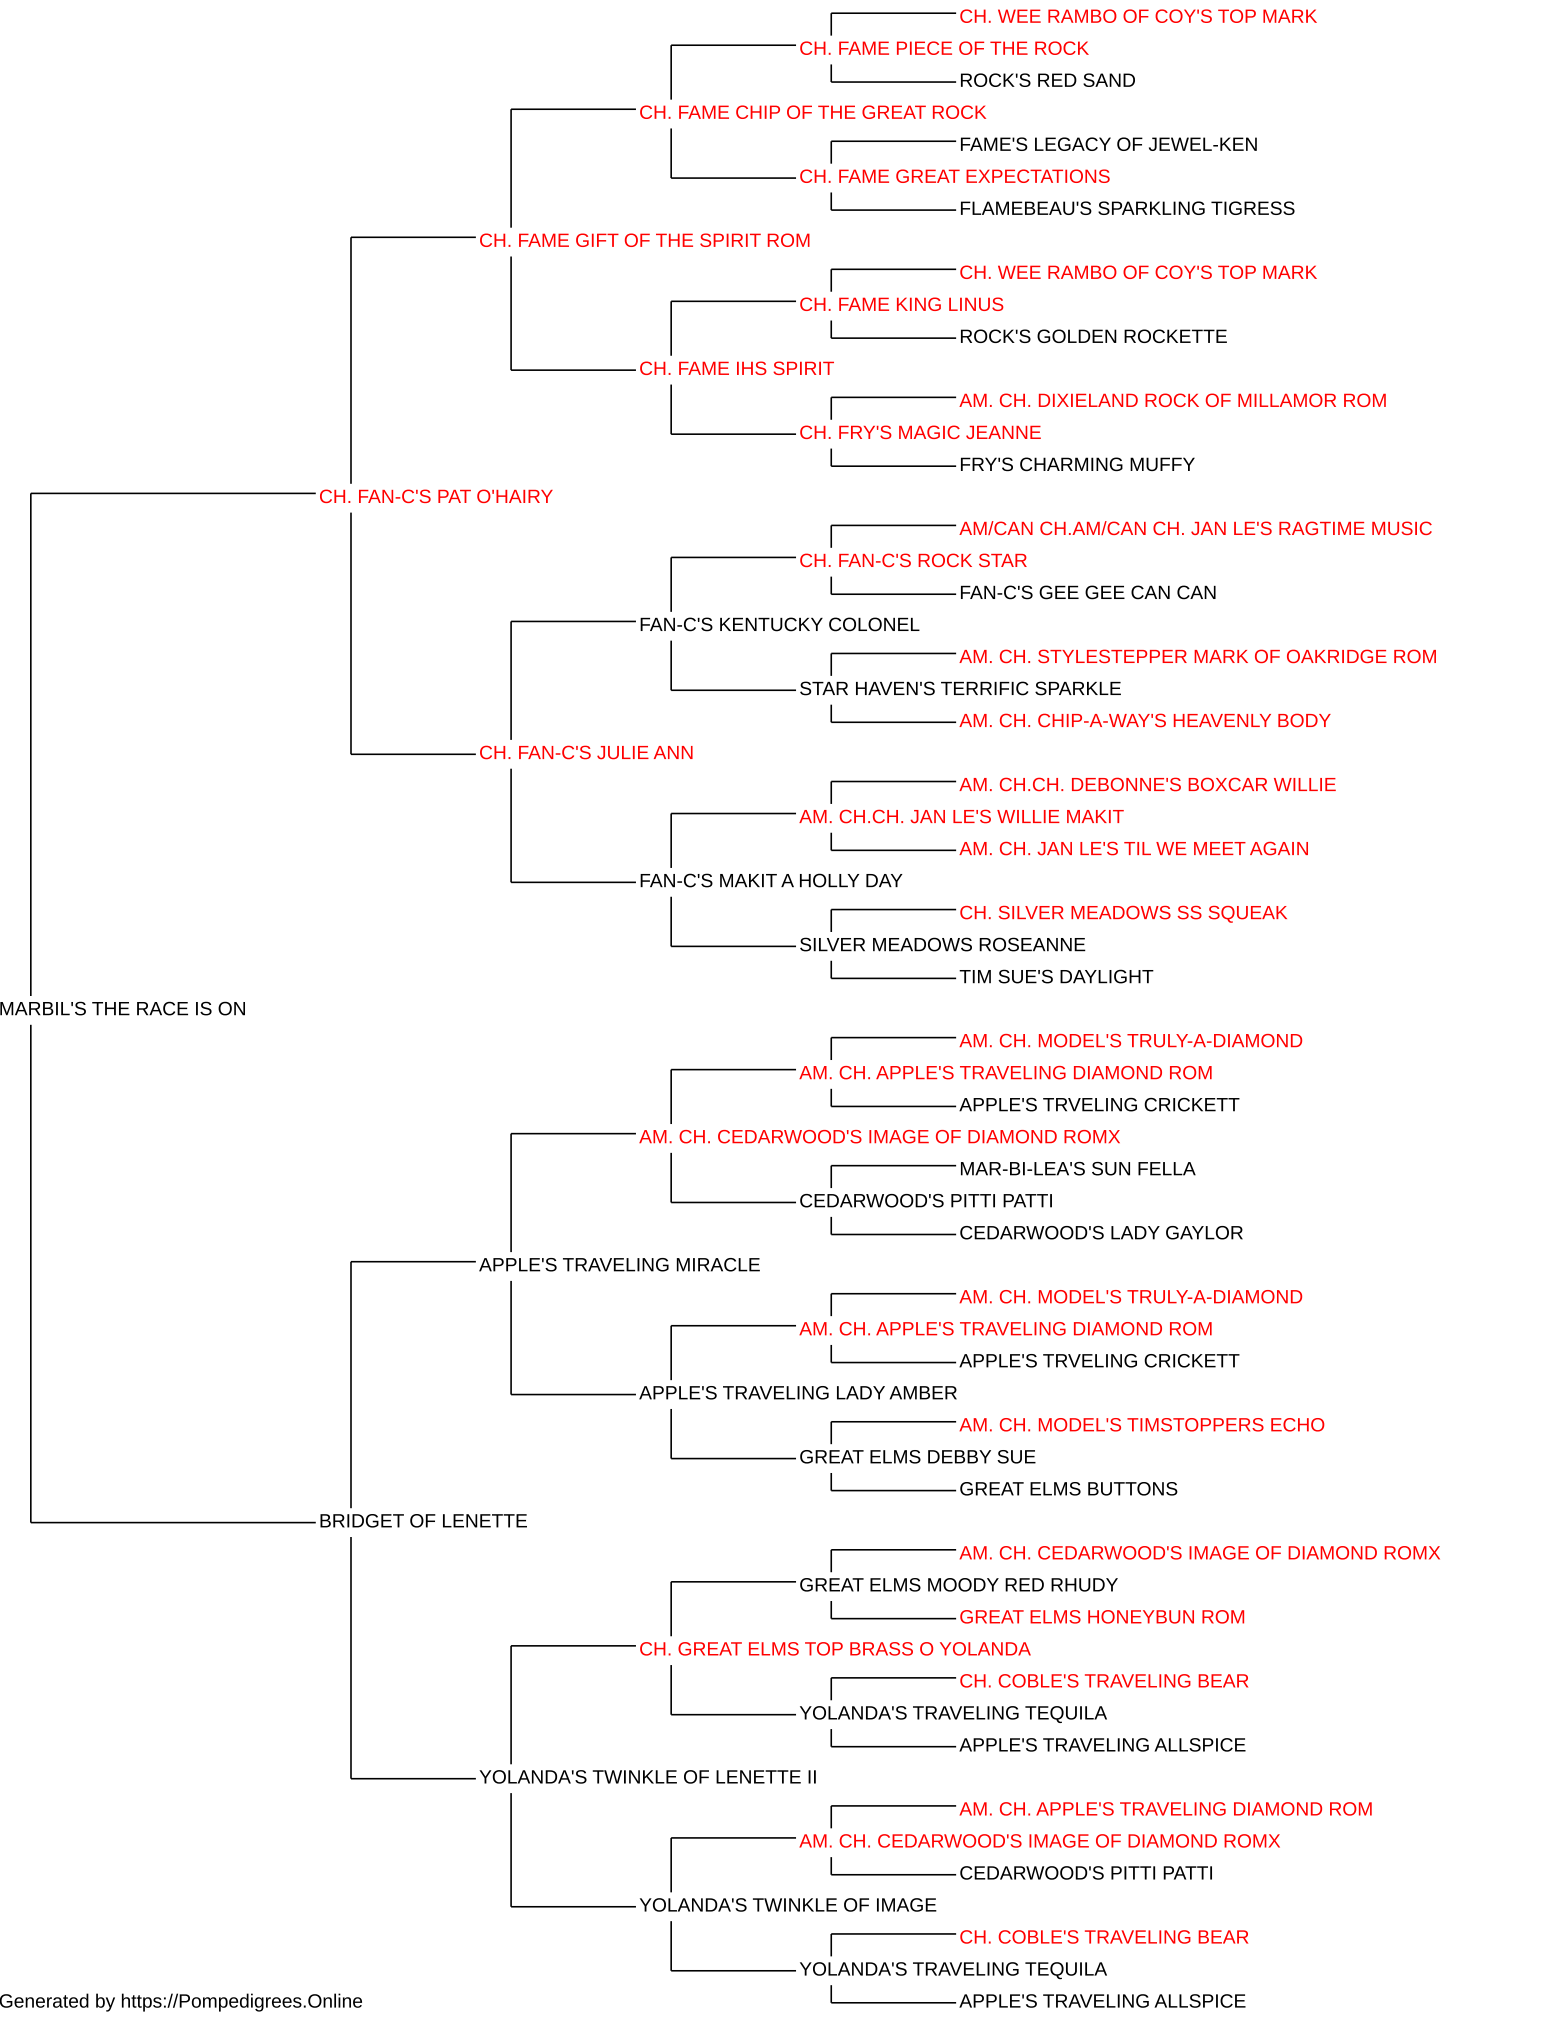 CH. WEE RAMBO OF COY'S TOP MARK
CH. FAME PIECE OF THE ROCK
ROCK'S RED SAND
CH. FAME CHIP OF THE GREAT ROCK
FAME'S LEGACY OF JEWEL-KEN
CH. FAME GREAT EXPECTATIONS
FLAMEBEAU'S SPARKLING TIGRESS
CH. FAME GIFT OF THE SPIRIT ROM
CH. WEE RAMBO OF COY'S TOP MARK
CH. FAME KING LINUS
ROCK'S GOLDEN ROCKETTE
CH. FAME IHS SPIRIT
AM. CH. DIXIELAND ROCK OF MILLAMOR ROM
CH. FRY'S MAGIC JEANNE
FRY'S CHARMING MUFFY
CH. FAN-C'S PAT O'HAIRY
AM/CAN CH.AM/CAN CH. JAN LE'S RAGTIME MUSIC
CH. FAN-C'S ROCK STAR
FAN-C'S GEE GEE CAN CAN
FAN-C'S KENTUCKY COLONEL
AM. CH. STYLESTEPPER MARK OF OAKRIDGE ROM
STAR HAVEN'S TERRIFIC SPARKLE
AM. CH. CHIP-A-WAY'S HEAVENLY BODY
CH. FAN-C'S JULIE ANN
AM. CH.CH. DEBONNE'S BOXCAR WILLIE
AM. CH.CH. JAN LE'S WILLIE MAKIT
AM. CH. JAN LE'S TIL WE MEET AGAIN
FAN-C'S MAKIT A HOLLY DAY
CH. SILVER MEADOWS SS SQUEAK
SILVER MEADOWS ROSEANNE
TIM SUE'S DAYLIGHT
MARBIL'S THE RACE IS ON
AM. CH. MODEL'S TRULY-A-DIAMOND
AM. CH. APPLE'S TRAVELING DIAMOND ROM
APPLE'S TRVELING CRICKETT
AM. CH. CEDARWOOD'S IMAGE OF DIAMOND ROMX
MAR-BI-LEA'S SUN FELLA
CEDARWOOD'S PITTI PATTI
CEDARWOOD'S LADY GAYLOR
APPLE'S TRAVELING MIRACLE
AM. CH. MODEL'S TRULY-A-DIAMOND
AM. CH. APPLE'S TRAVELING DIAMOND ROM
APPLE'S TRVELING CRICKETT
APPLE'S TRAVELING LADY AMBER
AM. CH. MODEL'S TIMSTOPPERS ECHO
GREAT ELMS DEBBY SUE
GREAT ELMS BUTTONS
BRIDGET OF LENETTE
AM. CH. CEDARWOOD'S IMAGE OF DIAMOND ROMX
GREAT ELMS MOODY RED RHUDY
GREAT ELMS HONEYBUN ROM
CH. GREAT ELMS TOP BRASS O YOLANDA
CH. COBLE'S TRAVELING BEAR
YOLANDA'S TRAVELING TEQUILA
APPLE'S TRAVELING ALLSPICE
YOLANDA'S TWINKLE OF LENETTE II
AM. CH. APPLE'S TRAVELING DIAMOND ROM
AM. CH. CEDARWOOD'S IMAGE OF DIAMOND ROMX
CEDARWOOD'S PITTI PATTI
YOLANDA'S TWINKLE OF IMAGE
CH. COBLE'S TRAVELING BEAR
YOLANDA'S TRAVELING TEQUILA
APPLE'S TRAVELING ALLSPICE
Generated by https://Pompedigrees.Online